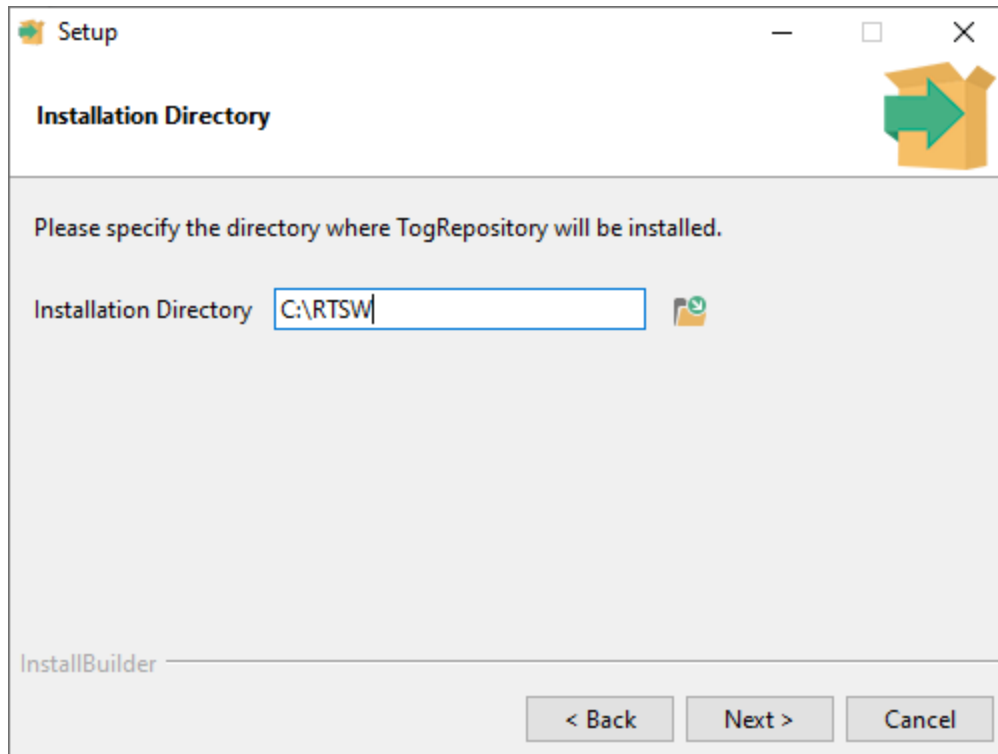 Setup
Installation Directory
Please specify the directory where TogRepository will be installed.
Installation Directory C:\RTSW
InstallBuilder
< Back Next > Cancel